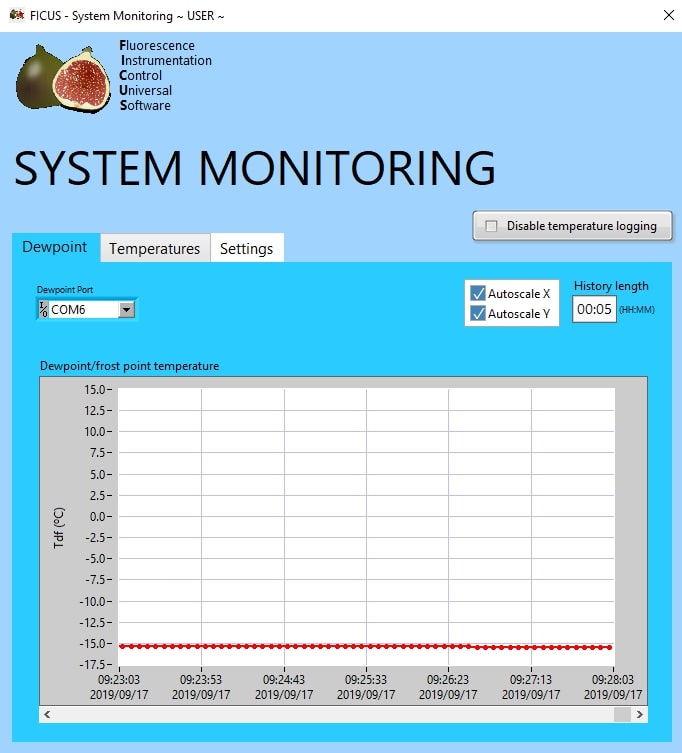 FICUS - System Monitoring ~ USER ~
Fluorescence
Instrumentation
Control
Universal
Software
SYSTEM MONITORING
Disable temperature logging
Dewpoint
Temperatures
Settings
Dewpoint Port
I/O COM6
Autoscale X
Autoscale Y
History length
00:05 (HH:MM)
Dewpoint/frost point temperature
Tdf (ºC)
15.0
12.5
10.0
7.5
5.0
2.5
0.0
-2.5
-5.0
-7.5
-10.0
-12.5
-15.0
-17.5
09:23:03 09:23:53 09:24:43 09:25:33 09:26:23 09:27:13 09:28:03
2019/09/17 2019/09/17 2019/09/17 2019/09/17 2019/09/17 2019/09/17 2019/09/17